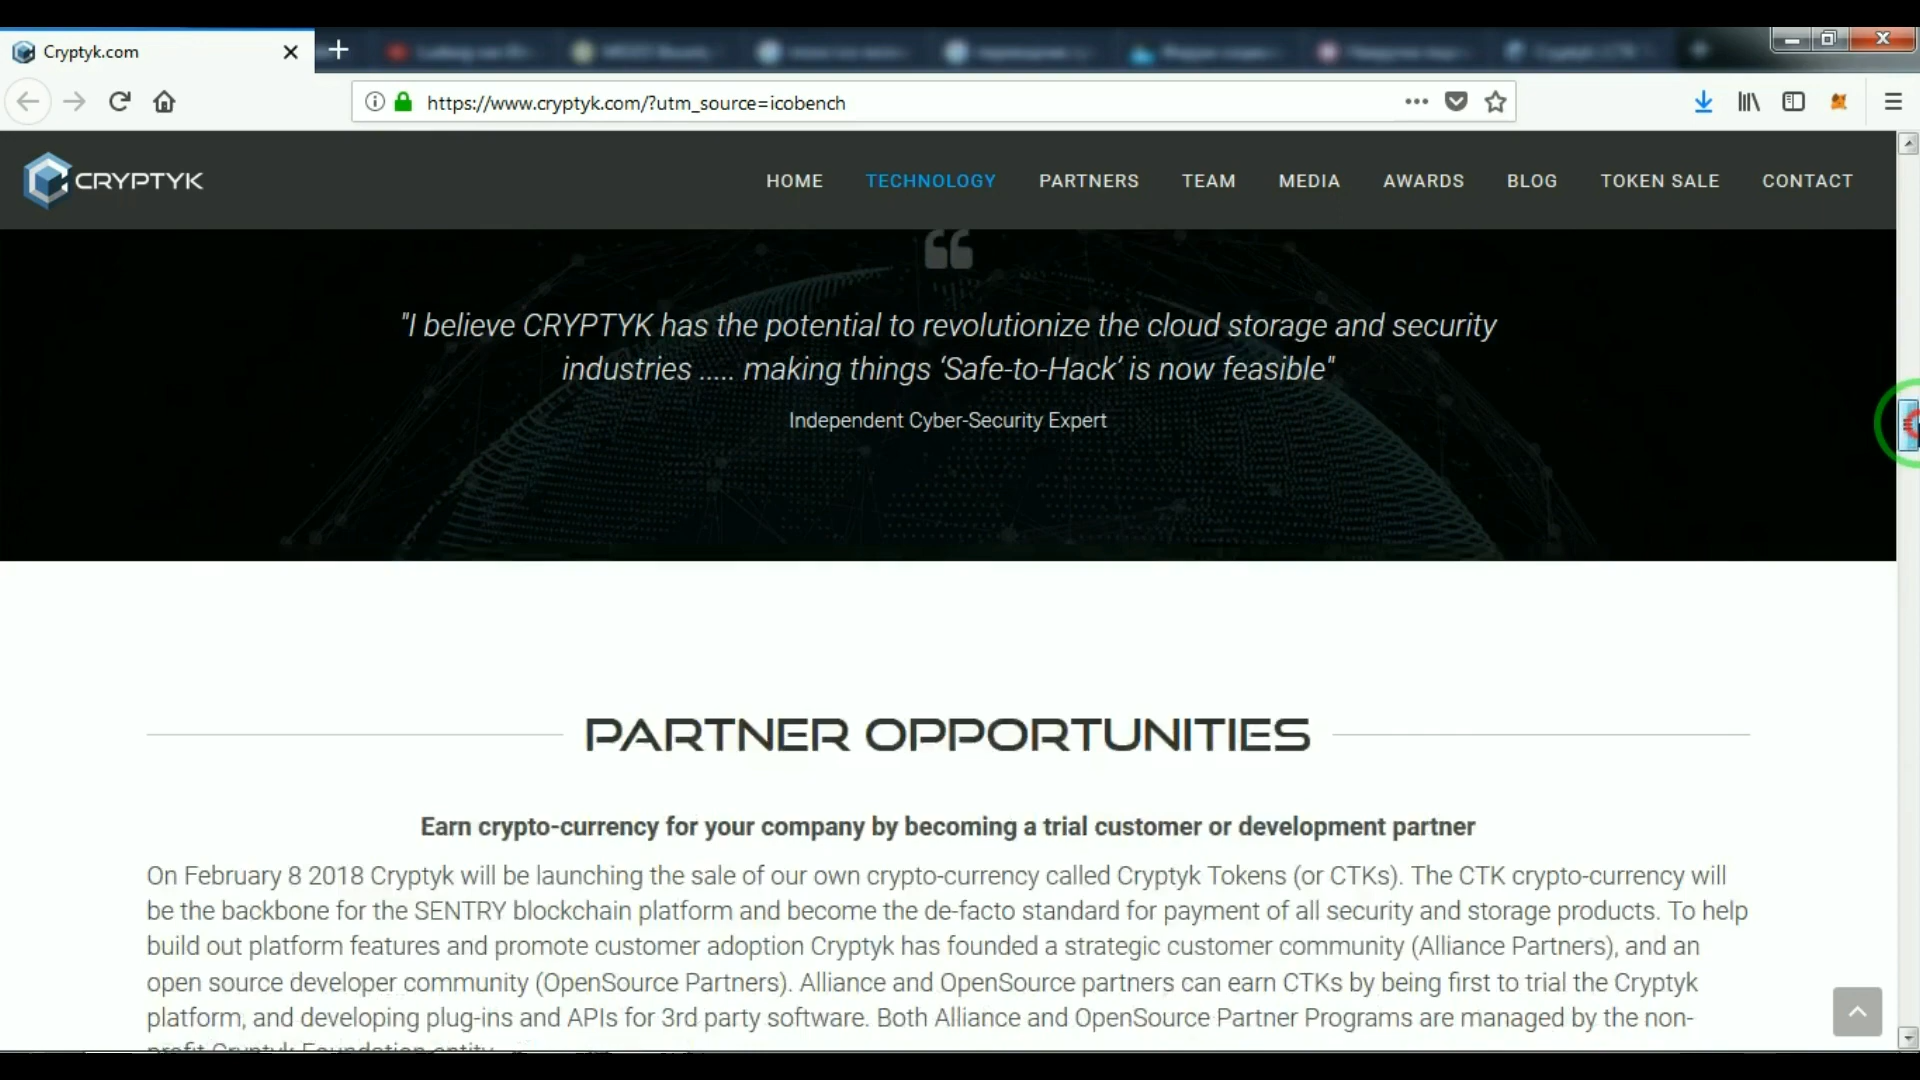 Cryptyk.com
https://www.cryptyk.com/?utm_source=icobench
CRYPTYK
HOME TECHNOLOGY PARTNERS TEAM MEDIA AWARDS BLOG TOKEN SALE CONTACT
"I believe CRYPTYK has the potential to revolutionize the cloud storage and security
industries ..... making things ‘Safe-to-Hack’ is now feasible"
Independent Cyber-Security Expert
PARTNER OPPORTUNITIES
Earn crypto-currency for your company by becoming a trial customer or development partner
On February 8 2018 Cryptyk will be launching the sale of our own crypto-currency called Cryptyk Tokens (or CTKs). The CTK crypto-currency will
be the backbone for the SENTRY blockchain platform and become the de-facto standard for payment of all security and storage products. To help
build out platform features and promote customer adoption Cryptyk has founded a strategic customer community (Alliance Partners), and an
open source developer community (OpenSource Partners). Alliance and OpenSource partners can earn CTKs by being first to trial the Cryptyk
platform, and developing plug-ins and APIs for 3rd party software. Both Alliance and OpenSource Partner Programs are managed by the non-
profit Cryptyk Foundation entity.